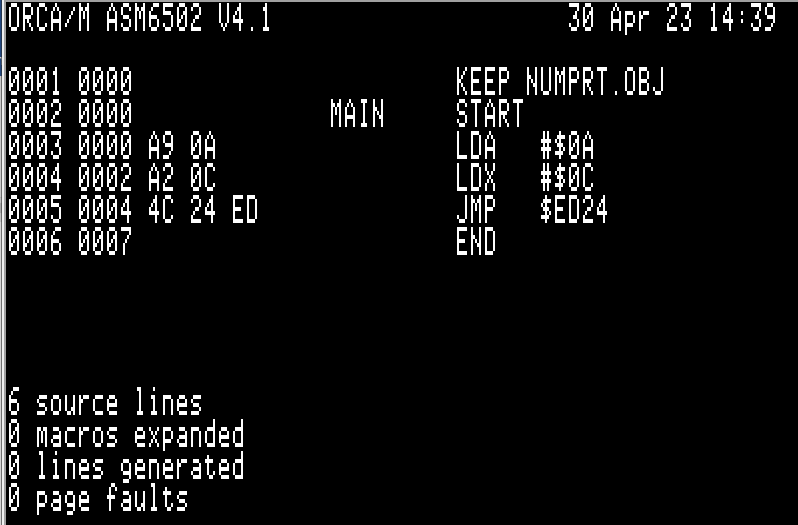 ORCA/M ASM6502 V4.1 30 Apr 23 14:39
0001 0000 KEEP NUMPRT.OBJ
0002 0000 MAIN START
0003 0000 A9 0A LDA #$0A
0004 0002 A2 0C LDX #$0C
0005 0004 4C 24 ED JMP $ED24
0006 0007 END
6 source lines
0 macros expanded
0 lines generated
0 page faults